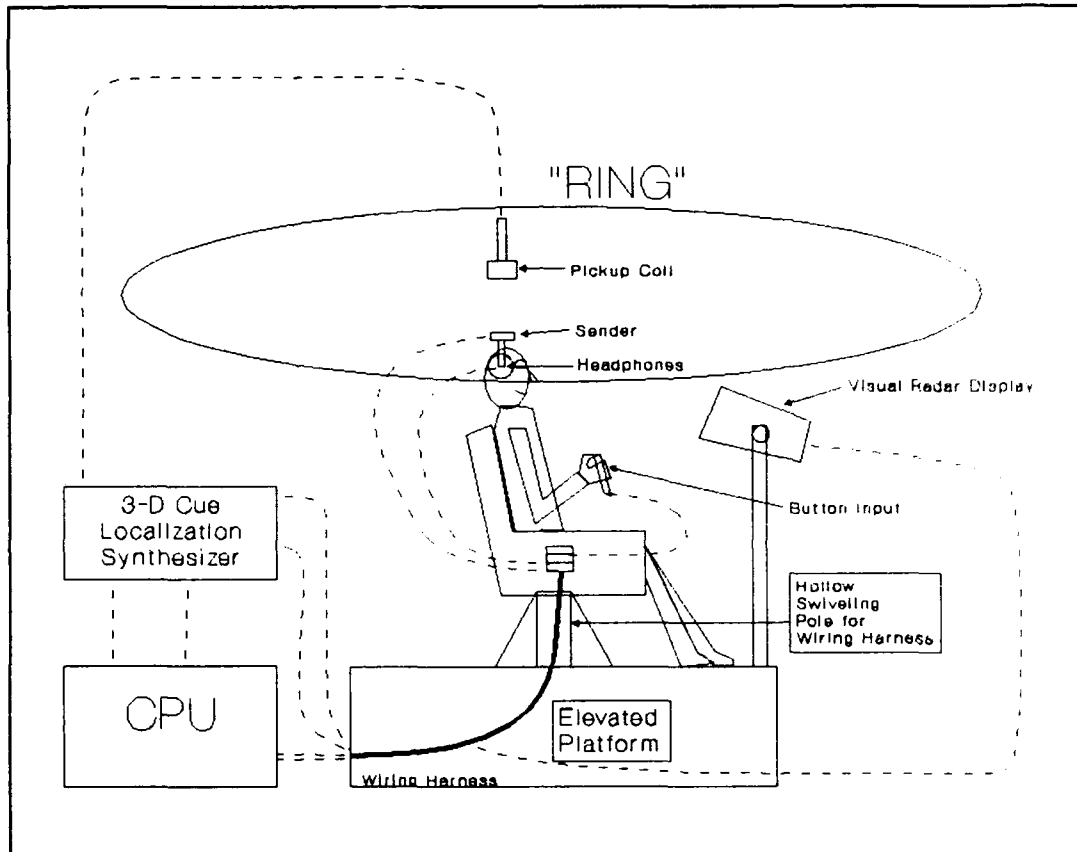 "RING"
Pickup Coil
Sender
Headphones
Visual Radar Display
Button Input
3-D Cue
Localization
Synthesizer
Hollow
Swiveling
Pole for
Wiring Harness
CPU
Elevated
Platform
Wiring Harness